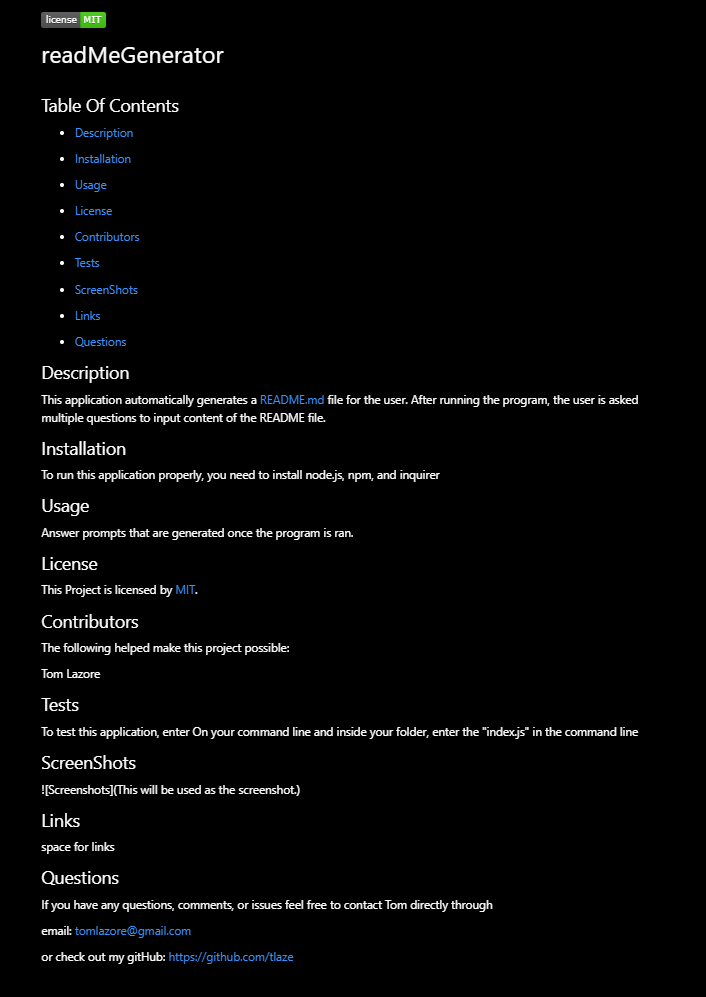 license MIT
readMeGenerator
Table Of Contents
Description
Installation
Usage
License
Contributors
Tests
ScreenShots
Links
Questions
Description
This application automatically generates a README.md file for the user. After running the program, the user is asked
multiple questions to input content of the README file.
Installation
To run this application properly, you need to install node.js, npm, and inquirer
Usage
Answer prompts that are generated once the program is ran.
License
This Project is licensed by MIT.
Contributors
The following helped make this project possible:
Tom Lazore
Tests
To test this application, enter On your command line and inside your folder, enter the "index.js" in the command line
ScreenShots
![Screenshots](This will be used as the screenshot.)
Links
space for links
Questions
If you have any questions, comments, or issues feel free to contact Tom directly through
email: tomlazore@gmail.com
or check out my gitHub: https://github.com/tlaze